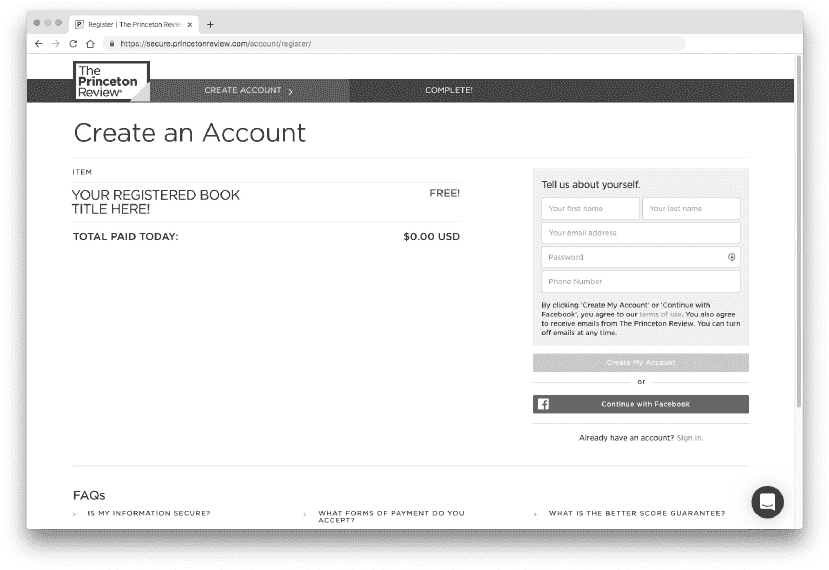 Register | The Princeton Revie
https://secure.princetonreview.com/account/register/
The
Princeton
Review®
CREATE ACCOUNT >
COMPLETE!
Create an Account
ITEM
YOUR REGISTERED BOOK
TITLE HERE!
FREE!
TOTAL PAID TODAY:
$0.00 USD
Tell us about yourself.
Your first name
Your last name
Your email address
Password
Phone Number
By clicking 'Create My Account' or 'Continue with
Facebook', you agree to our terms of use. You also agree
to receive emails from The Princeton Review. You can turn
off emails at any time.
Create My Account
or
Continue with Facebook
Already have an account? Sign in.
FAQs
> IS MY INFORMATION SECURE?
> WHAT FORMS OF PAYMENT DO YOU
ACCEPT?
> WHAT IS THE BETTER SCORE GUARANTEE?